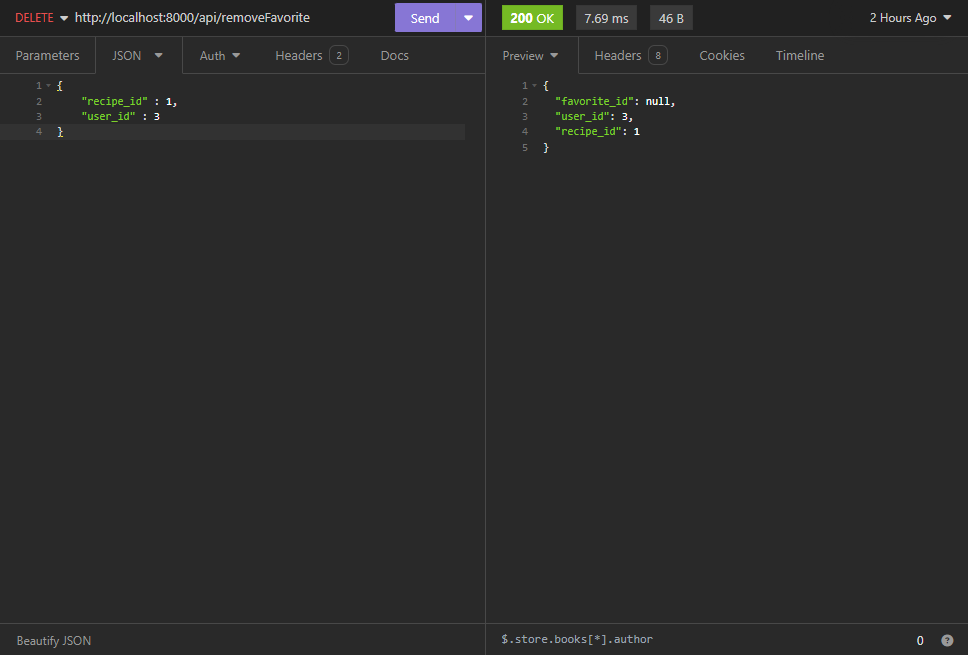 DELETE http://localhost:8000/api/removeFavorite Send
Parameters JSON Auth Headers 2 Docs
1 {
2 "recipe_id" : 1,
3 "user_id" : 3
4 }
Beautify JSON
200 OK 7.69 ms 46 B 2 Hours Ago
Preview Headers 8 Cookies Timeline
1 {
2 "favorite_id": null,
3 "user_id": 3,
4 "recipe_id": 1
5 }
$.store.books[*].author 0 ?